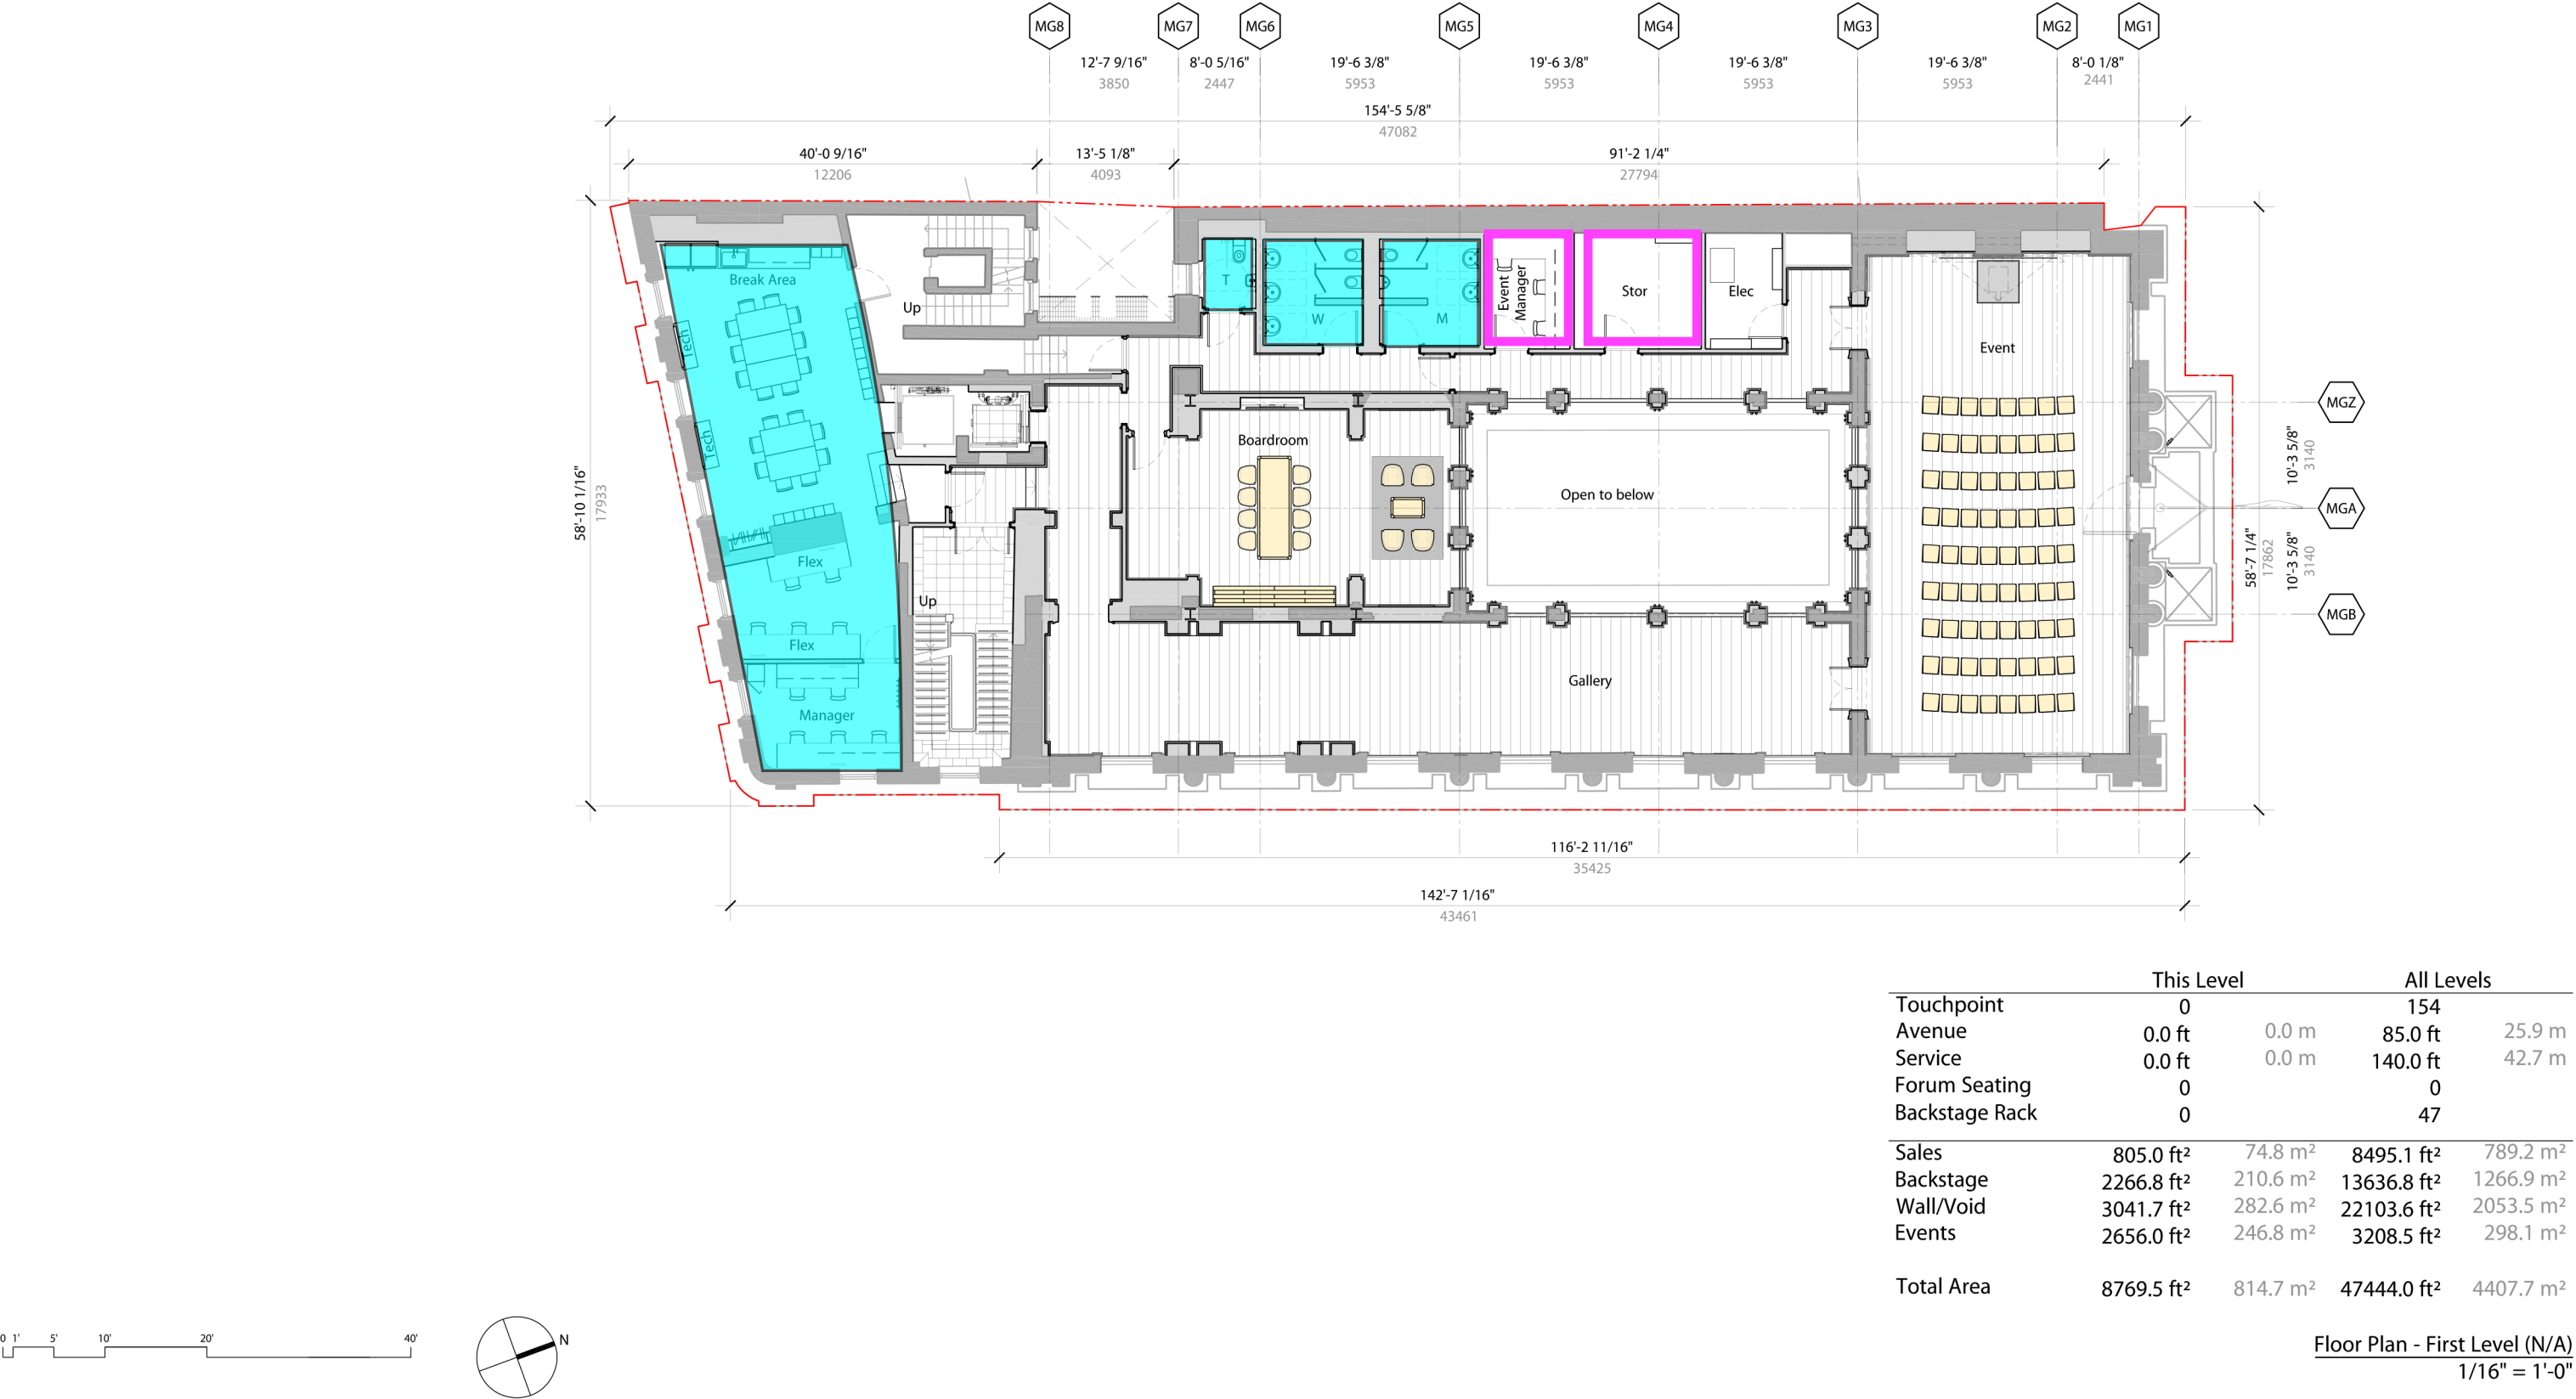 MG8 MG7 MG6 MG5 MG4 MG3 MG2 MG1
12'-7 9/16" 8'-0 5/16" 19'-6 3/8" 19'-6 3/8" 19'-6 3/8" 19'-6 3/8" 8'-0 1/8"
3850 2447 5953 5953 5953 5953 2441
154'-5 5/8"
47082
40'-0 9/16" 13'-5 1/8" 91'-2 1/4"
12206 4093 27794
Break Area
Up
T
W
M
Event
Manager
Stor
Elec
Event
Tech
Tech
MGZ
Boardroom
10'-3 5/8"
3140
Open to below
MGA
58'-10 1/16"
17933
Flex
58'-7 1/4"
17862
10'-3 5/8"
3140
Up
MGB
Flex
Gallery
Manager
116'-2 11/16"
35425
142'-7 1/16"
43461
This Level All Levels
Touchpoint 0 154
Avenue 0.0 ft 0.0 m 85.0 ft 25.9 m
Service 0.0 ft 0.0 m 140.0 ft 42.7 m
Forum Seating 0 0
Backstage Rack 0 47
Sales 805.0 ft² 74.8 m² 8495.1 ft² 789.2 m²
Backstage 2266.8 ft² 210.6 m² 13636.8 ft² 1266.9 m²
Wall/Void 3041.7 ft² 282.6 m² 22103.6 ft² 2053.5 m²
Events 2656.0 ft² 246.8 m² 3208.5 ft² 298.1 m²
Total Area 8769.5 ft² 814.7 m² 47444.0 ft² 4407.7 m²
0 1' 5' 10' 20' 40'
N
Floor Plan - First Level (N/A)
1/16" = 1'-0"